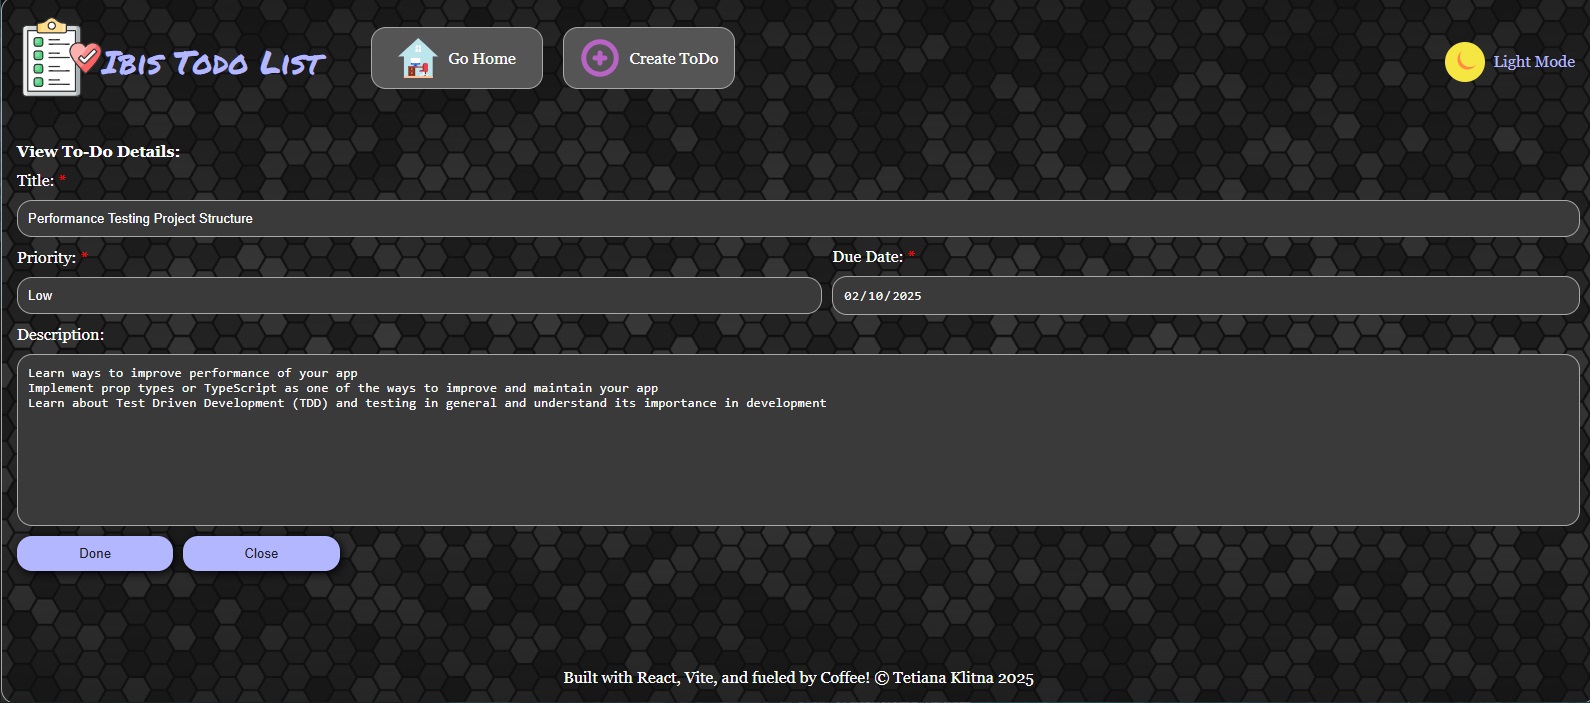 Ibis Todo List
Go Home
Create ToDo
Light Mode
View To-Do Details:
Title: *
Performance Testing Project Structure
Priority: *
Due Date: *
Low
02/10/2025
Description:
Learn ways to improve performance of your app
Implement prop types or TypeScript as one of the ways to improve and maintain your app
Learn about Test Driven Development (TDD) and testing in general and understand its importance in development
Done
Close
Built with React, Vite, and fueled by Coffee! © Tetiana Klitna 2025